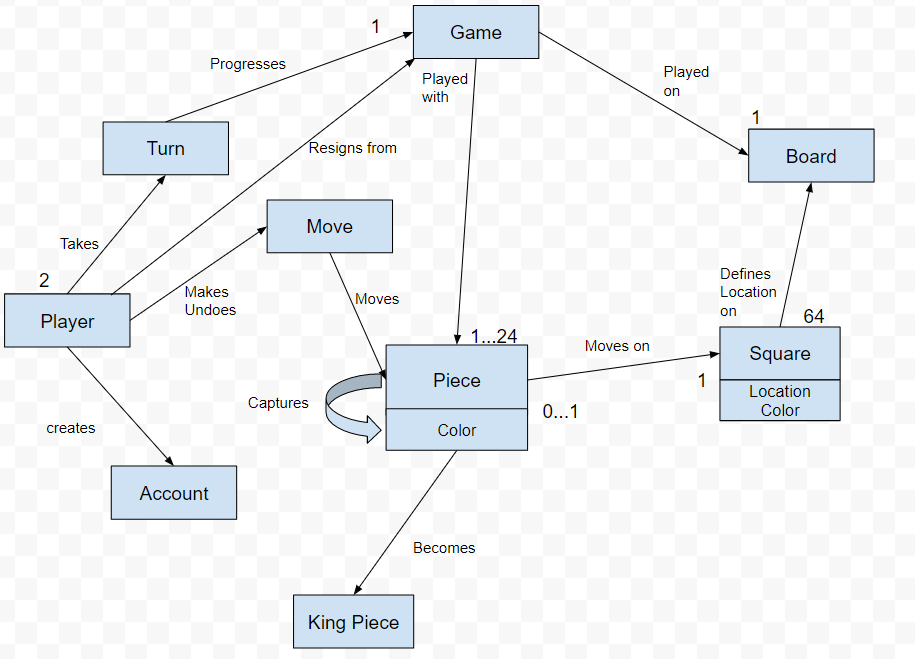 Game
1
Progresses
Played
with
Played
on
1
Turn
Board
Resigns from
Takes
Move
2
Makes
Undoes
Moves
Defines
Location
on
Player
1...24
64
Moves on
Square
Piece
1
Location
Color
Captures
0...1
Color
creates
Account
Becomes
King Piece